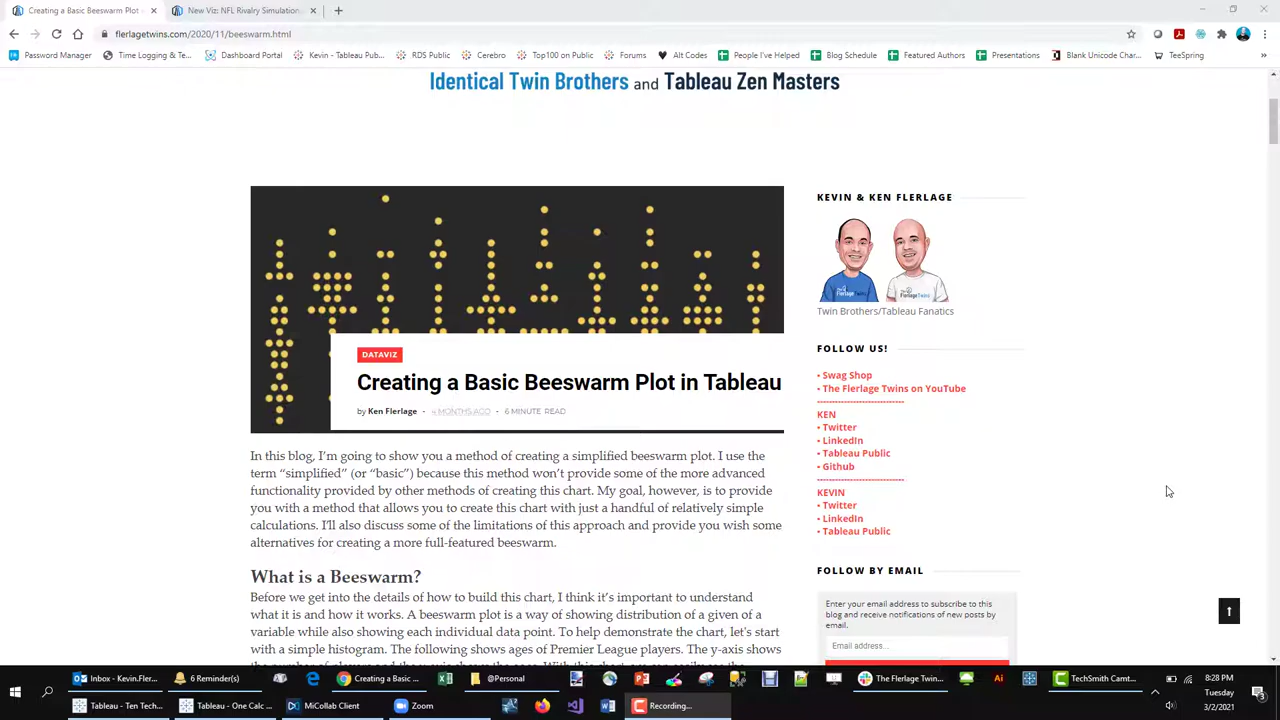 Creating a Basic Beeswarm Plot i
New Viz: NFL Rivalry Simulation
flerlagetwins.com/2020/11/beeswarm.html
Password Manager
Time Logging & Te...
Dashboard Portal
Kevin - Tableau Pub...
RDS Public
Cerebro
Top100 on Public
Forums
Alt Codes
People I've Helped
Blog Schedule
Featured Authors
Presentations
Blank Unicode Char...
TeeSpring
Identical Twin Brothers and Tableau Zen Masters
DATAVIZ
Creating a Basic Beeswarm Plot in Tableau
by Ken Flerlage • 4 MONTHS AGO • 6 MINUTE READ
In this blog, I'm going to show you a method of creating a simplified beeswarm plot. I use the
term “simplified” (or “basic”) because this method won't provide some of the more advanced
functionality provided by other methods of creating this chart. My goal, however, is to provide
you with a method that allows you to create this chart with just a handful of relatively simple
calculations. I'll also discuss some of the limitations of this approach and provide you wish some
alternatives for creating a more full-featured beeswarm.
What is a Beeswarm?
Before we get into the details of how to build this chart, I think it's important to understand
what it is and how it works. A beeswarm plot is a way of showing distribution of a given of a
variable while also showing each individual data point. To help demonstrate the chart, let's start
with a simple histogram. The following shows ages of Premier League players. The y-axis shows
KEVIN & KEN FLERLAGE
The FlerlageTwins
The FlerlageTwins
Twin Brothers/Tableau Fanatics
FOLLOW US!
• Swag Shop
• The Flerlage Twins on YouTube
----------------------------
KEN
• Twitter
• LinkedIn
• Tableau Public
• Github
----------------------------
KEVIN
• Twitter
• LinkedIn
• Tableau Public
FOLLOW BY EMAIL
Enter your email address to subscribe to this
blog and receive notifications of new posts by
email.
Email address...
Inbox - Kevin.Fler...
6 Reminder(s)
Creating a Basic ...
@Personal
The Flerlage Twin...
TechSmith Camt...
8:28 PM
Tuesday
3/2/2021
Tableau - Ten Tech...
Tableau - One Calc ...
MiCollab Client
Zoom
Recording...